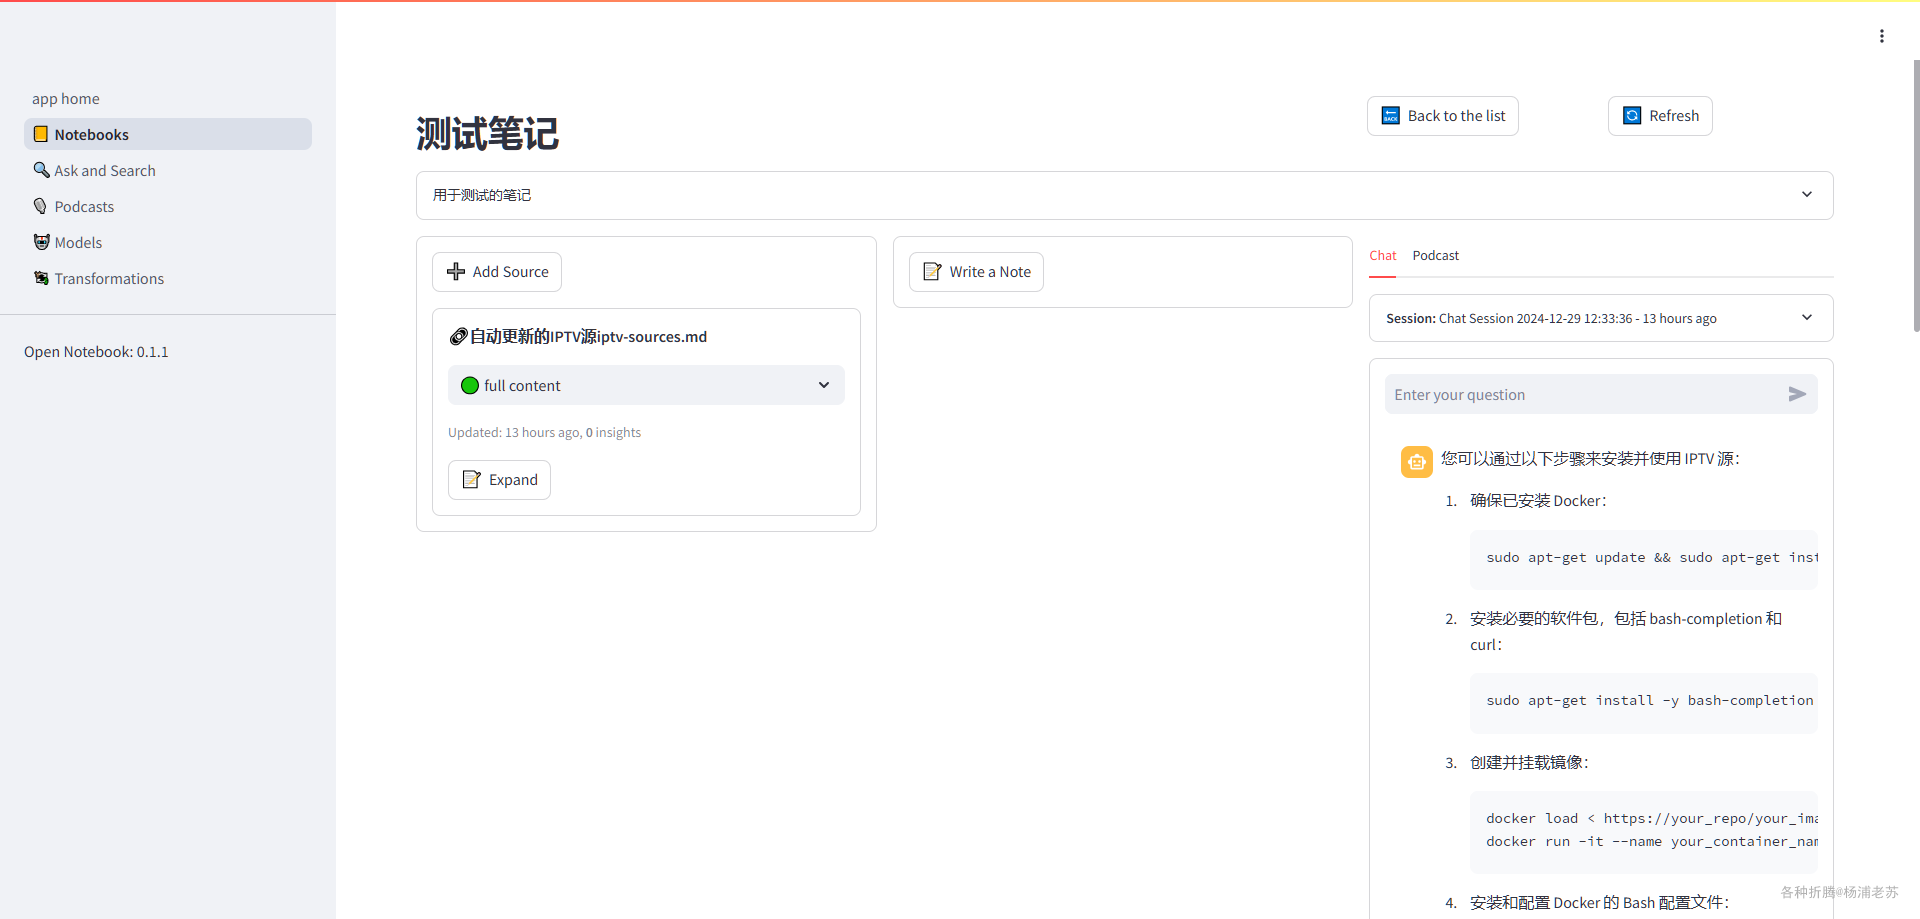 app home
Notebooks
Ask and Search
Podcasts
Models
Transformations
Open Notebook: 0.1.1
测试笔记
BACK
Back to the list
Refresh
用于测试的笔记
Add Source
自动更新的IPTV源iptv-sources.md
full content
Updated: 13 hours ago, 0 insights
Expand
Write a Note
Chat
Podcast
Session: Chat Session 2024-12-29 12:33:36 - 13 hours ago
Enter your question
您可以通过以下步骤来安装并使用 IPTV 源：
1. 确保已安装 Docker：
sudo apt-get update && sudo apt-get inst
2. 安装必要的软件包，包括 bash-completion 和
curl：
sudo apt-get install -y bash-completion
3. 创建并挂载镜像：
docker load < https://your_repo/your_ima
docker run -it --name your_container_nam
4. 安装和配置 Docker 的 Bash 配置文件：
各种折腾@杨浦老苏